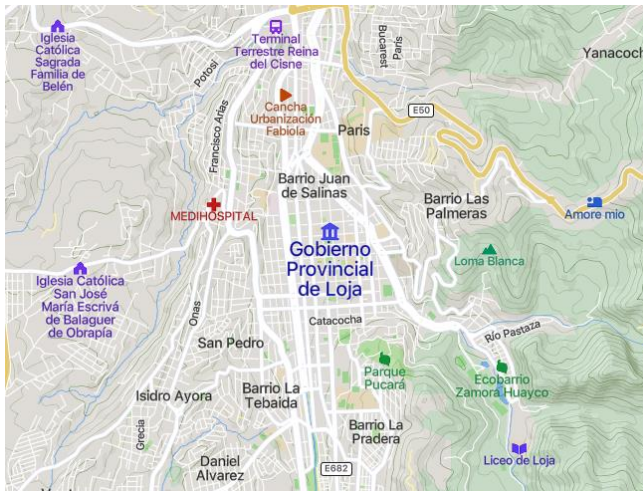 Iglesia
Católica
Sagrada
Familia de
Belén
Potosi
Terminal
Terrestre Reina
del Cisne
Bucarest
París
Yanacoch
Francisco Arias
Cancha
Urbanización
Fabiola
E50
Paris
Barrio Juan
de Salinas
Barrio Las
Palmeras
Amore mio
MEDIHOSPITAL
Gobierno
Provincial
de Loja
Loma Blanca
Iglesia Católica
San José
María Escrivá
de Balaguer
de Obrapía
Onas
Catacocha
Río Pastaza
San Pedro
Parque
Pucará
Ecobarrio
Zamora Huayco
Isidro Ayora
Barrio La
Tebaida
Grecia
Barrio La
Pradera
Daniel
Alvarez
E682
Liceo de Loja